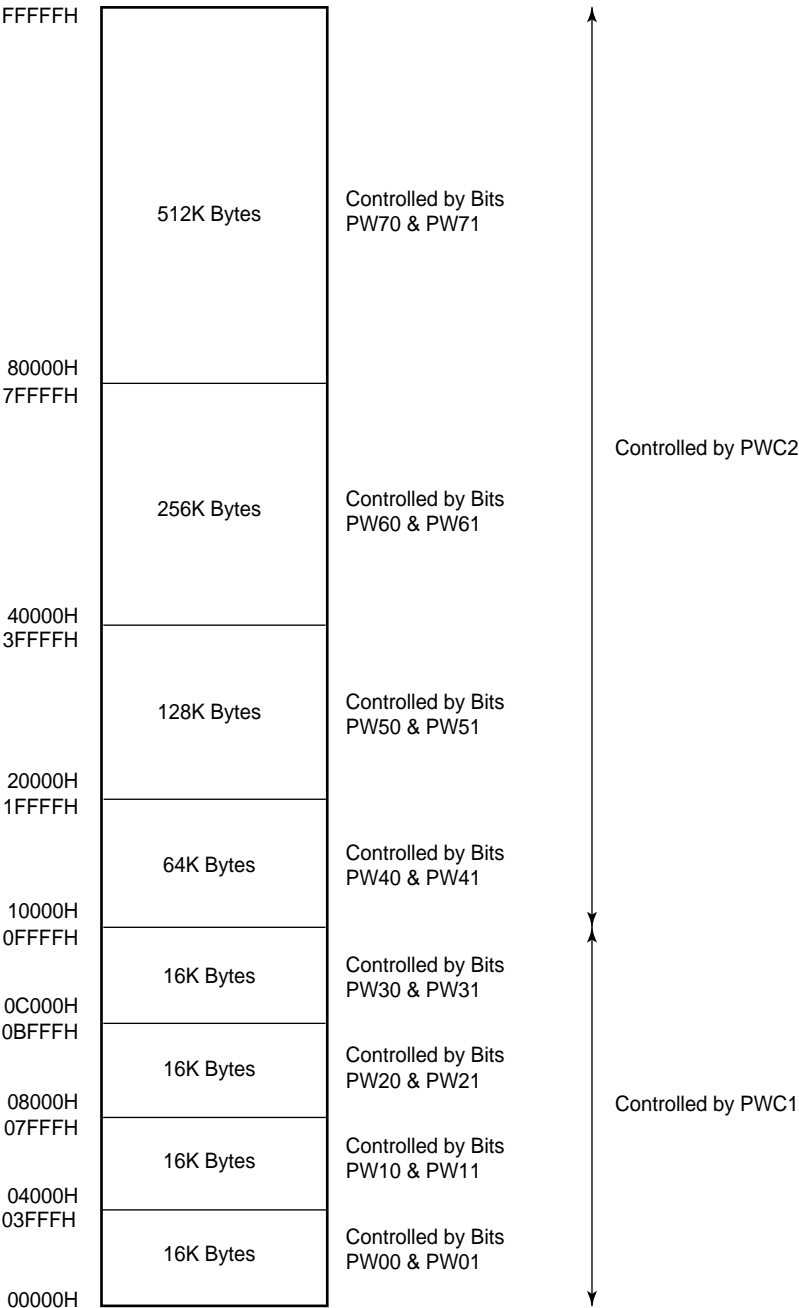 FFFFFH
512K Bytes
Controlled by Bits
PW70 & PW71
80000H
7FFFFH
Controlled by PWC2
256K Bytes
Controlled by Bits
PW60 & PW61
40000H
3FFFFH
128K Bytes
Controlled by Bits
PW50 & PW51
20000H
1FFFFH
64K Bytes
Controlled by Bits
PW40 & PW41
10000H
0FFFFH
16K Bytes
Controlled by Bits
PW30 & PW31
0C000H
0BFFFH
16K Bytes
Controlled by Bits
PW20 & PW21
08000H
Controlled by PWC1
07FFFH
16K Bytes
Controlled by Bits
PW10 & PW11
04000H
03FFFH
16K Bytes
Controlled by Bits
PW00 & PW01
00000H